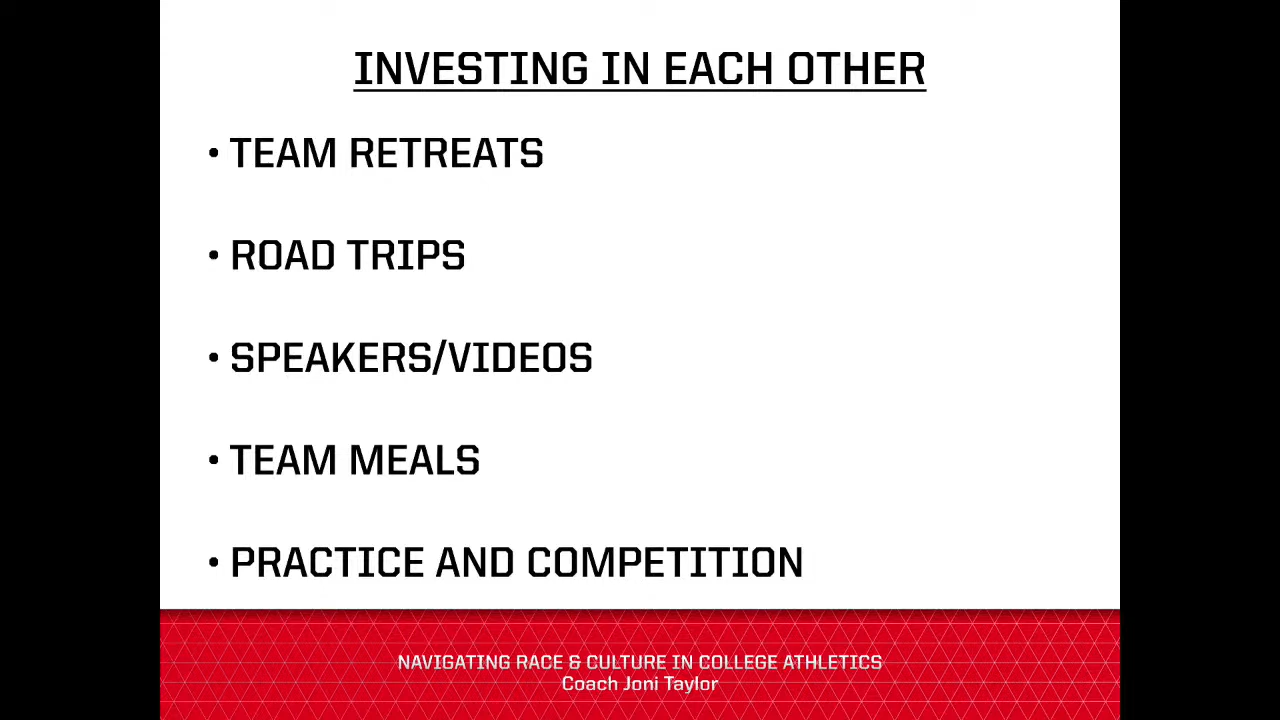 INVESTING IN EACH OTHER
• TEAM RETREATS
• ROAD TRIPS
• SPEAKERS/VIDEOS
• TEAM MEALS
• PRACTICE AND COMPETITION
NAVIGATING RACE & CULTURE IN COLLEGE ATHLETICS
Coach Joni Taylor